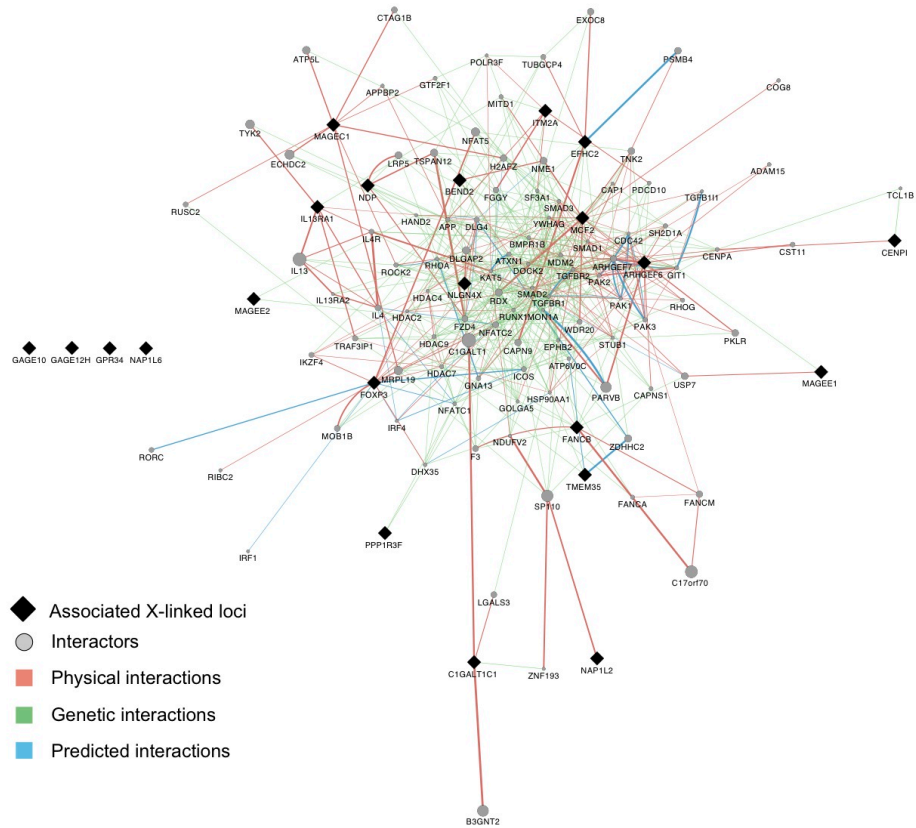 CTAG1B
EXOC8
ATP5L
POLR3F
TUBGCP4
PSMB4
GTF2F1
APPBP2
COG8
MITD1
ITM2A
MAGEC1
TYK2
NFAT5
EFHC2
ECHDC2
LRP5
TSPAN12
H2AFZ
NME1
TNK2
ADAM15
NDP
BEND2
FGGY
SF3A1
CAP1
PDCD10
TGFB1I1
TCL1B
RUSC2
IL13RA1
HAND2
SMAD3
MCF2
YWHAG
APP
DLG4
IL4R
BMPR1B
SMAD1
CDC42
SH2D1A
CENPA
CST11
CENPI
IL13
ROCK2
RHOA
DLGAP2
ATXN1
MDM2
ARHGEF7
KAT5
DOCK2
TGFBR2
PAK2
ARHGEF6
GIT1
MAGEE2
IL13RA2
HDAC4
NLGN4X
RDX
SMAD2
TGFBR1
PAK1
RHOG
IL4
HDAC2
FZD4
RUNX1
MON1A
NFATC2
WDR20
PAK3
PKLR
GAGE10
GAGE12H
GPR34
NAP1L6
TRAF3IP1
HDAC9
C1GALT1
CAPN9
EPHB2
STUB1
IKZF4
MRPL19
HDAC7
ICOS
ATP6V0C
USP7
MAGEE1
FOXP3
GNA13
HSP90AA1
PARVB
CAPNS1
NFATC1
GOLGA5
MOB1B
IRF4
NDUFV2
FANCB
ZDHHC2
RORC
RIBC2
DHX35
F3
TMEM35
SP110
FANCA
FANCM
PPP1R3F
IRF1
C17orf70
LGALS3
C1GALT1C1
ZNF193
NAP1L2
B3GNT2
Associated X-linked loci
Interactors
Physical interactions
Genetic interactions
Predicted interactions